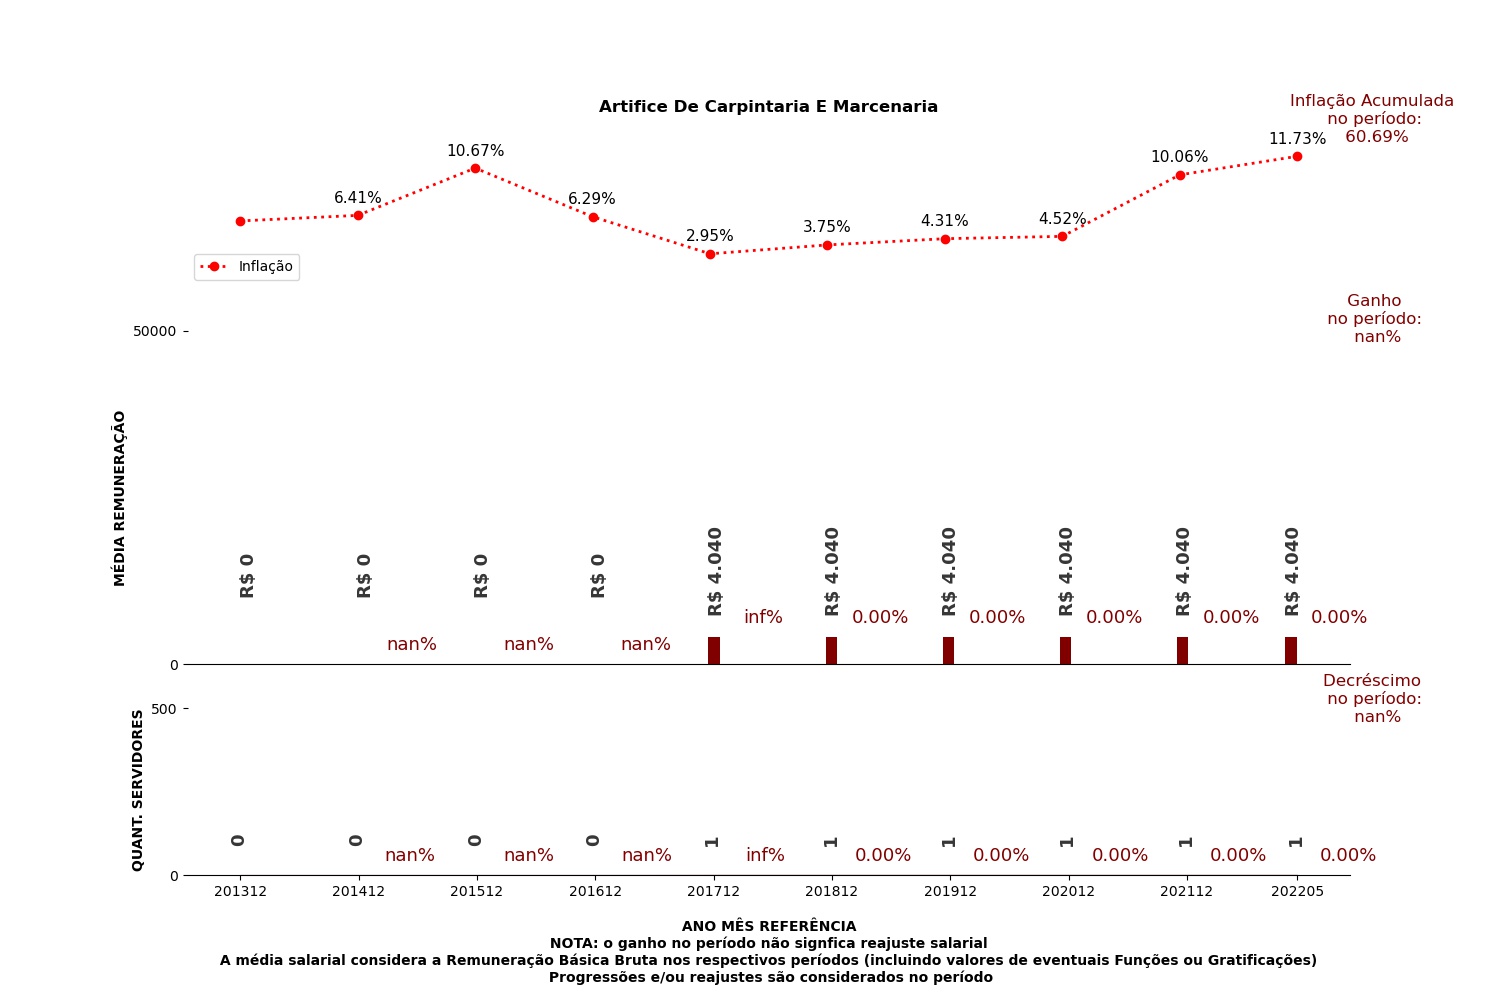 Artifice De Carpintaria E Marcenaria
Inflação Acumulada
no período:
60.69%
6.41%
10.67%
6.29%
2.95%
3.75%
4.31%
4.52%
10.06%
11.73%
Inflação
Ganho
no período:
nan%
MÉDIA REMUNERAÇÃO
50000
0
R$ 0
R$ 0
R$ 0
R$ 0
R$ 4.040
R$ 4.040
R$ 4.040
R$ 4.040
R$ 4.040
R$ 4.040
nan%
nan%
nan%
inf%
0.00%
0.00%
0.00%
0.00%
0.00%
Decréscimo
no período:
nan%
QUANT. SERVIDORES
500
0
0
0
0
0
1
1
1
1
1
1
nan%
nan%
nan%
inf%
0.00%
0.00%
0.00%
0.00%
0.00%
201312
201412
201512
201612
201712
201812
201912
202012
202112
202205
ANO MÊS REFERÊNCIA
NOTA: o ganho no período não signfica reajuste salarial
A média salarial considera a Remuneração Básica Bruta nos respectivos períodos (incluindo valores de eventuais Funções ou Gratificações)
Progressões e/ou reajustes são considerados no período